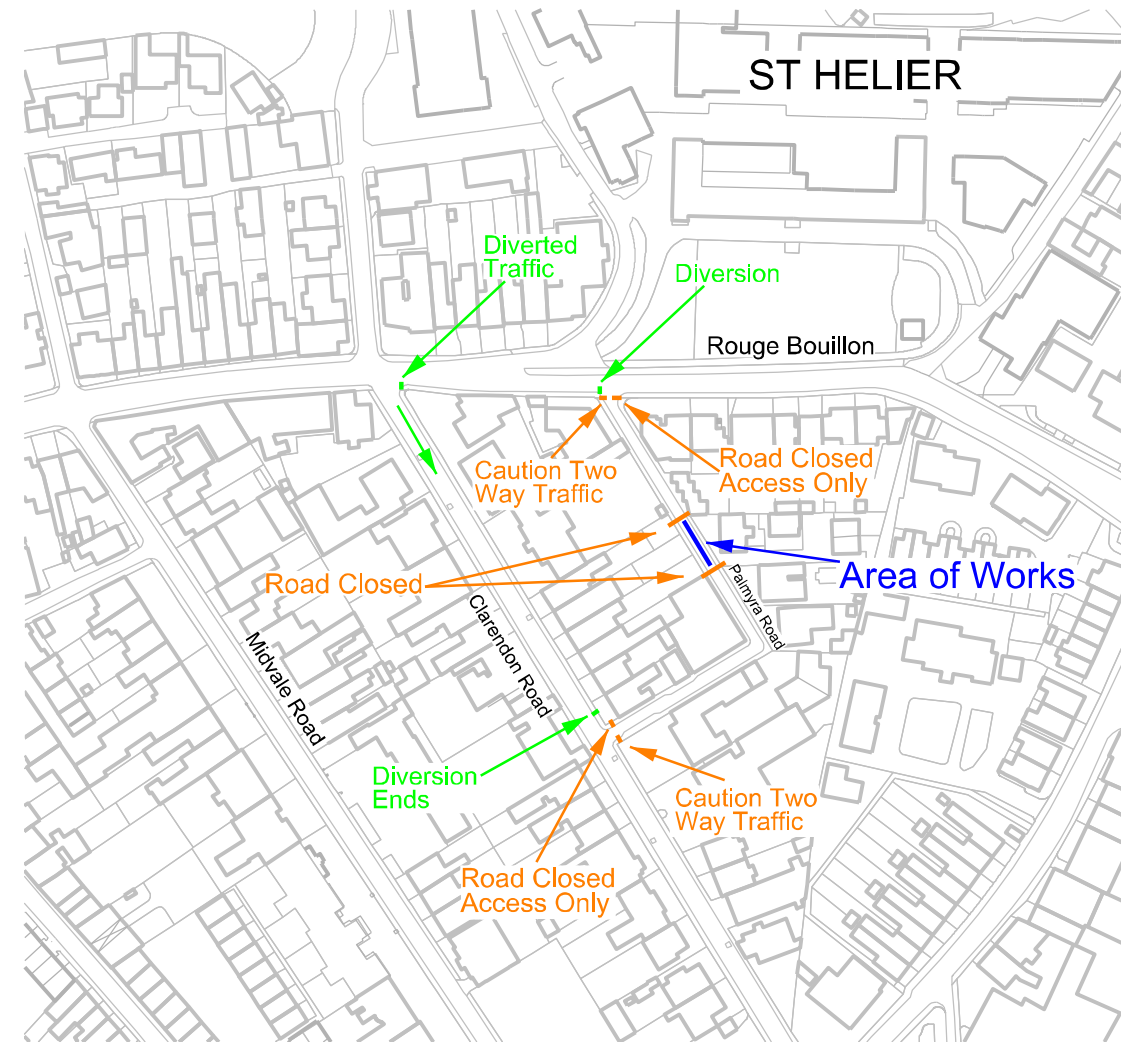 ST HELIER
Diverted
Traffic
Diversion
Rouge Bouillon
Caution Two
Way Traffic
Road Closed
Access Only
Road Closed
Area of Works
Palmyra Road
Clarendon Road
Midvale Road
Diversion
Ends
Caution Two
Way Traffic
Road Closed
Access Only